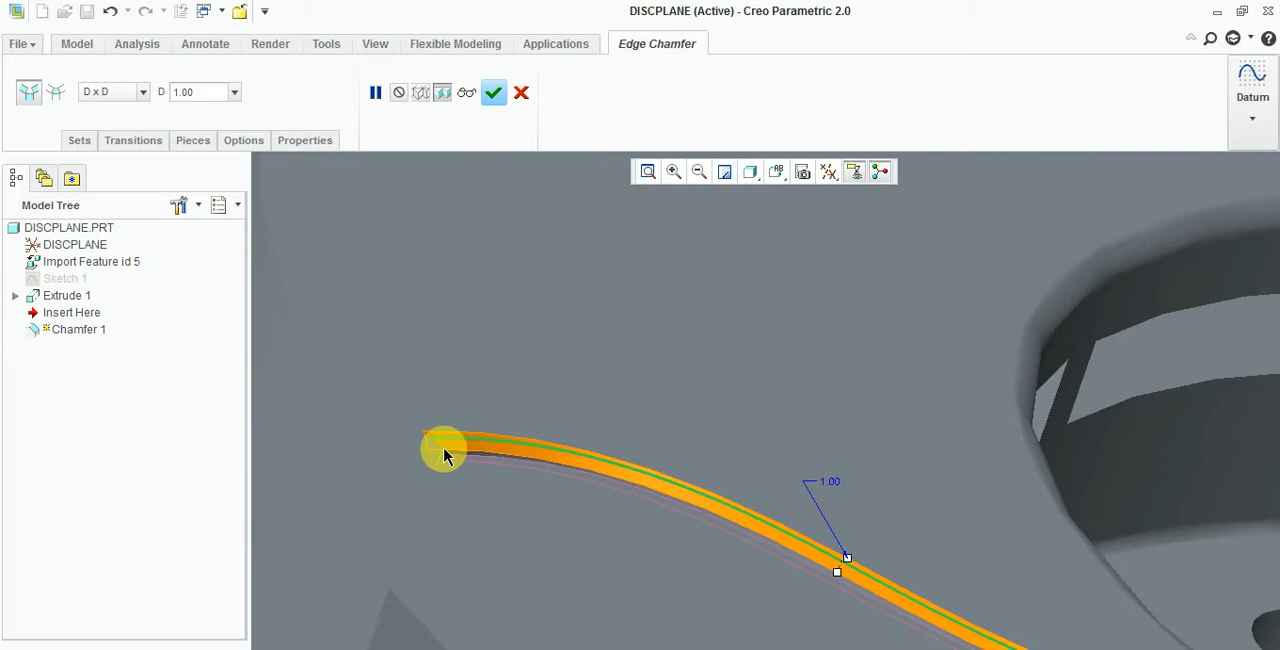 DISCPLANE (Active) - Creo Parametric 2.0
File Model Analysis Annotate Render Tools View Flexible Modeling Applications Edge Chamfer
D x D D 1.00
Datum
Sets Transitions Pieces Options Properties
Model Tree
DISCPLANE.PRT
DISCPLANE
Import Feature id 5
Sketch 1
Extrude 1
Insert Here
Chamfer 1
1.00